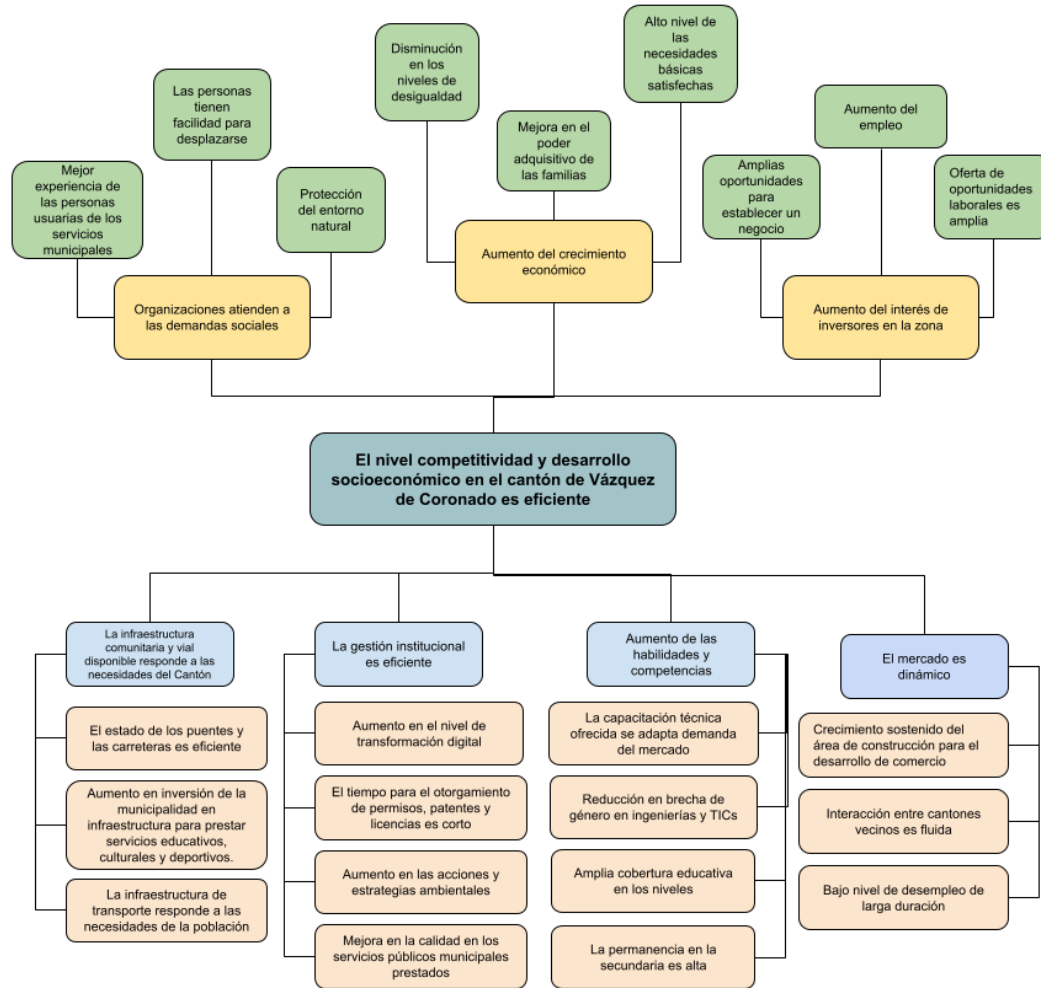 Disminución
en los
niveles de
desigualdad
Alto nivel de
las
necesidades
básicas
satisfechas
Las personas
tienen
facilidad para
desplazarse
Mejora en el
poder
adquisitivo de
las familias
Aumento del
empleo
Mejor
experiencia de
las personas
usuarias de los
servicios
municipales
Protección
del entorno
natural
Amplias
oportunidades
para
establecer un
negocio
Oferta de
oportunidades
laborales es
amplia
Organizaciones atienden a
las demandas sociales
Aumento del crecimiento
económico
Aumento del interés de
inversores en la zona
El nivel competitividad y desarrollo
socioeconómico en el cantón de Vázquez
de Coronado es eficiente
La infraestructura
comunitaria y vial
disponible responde a las
necesidades del Cantón
La gestión institucional
es eficiente
Aumento de las
habilidades y
competencias
El mercado es
dinámico
El estado de los puentes y
las carreteras es eficiente
Aumento en inversión de la
municipalidad en
infraestructura para prestar
servicios educativos,
culturales y deportivos.
La infraestructura de
transporte responde a las
necesidades de la población
Aumento en el nivel de
transformación digital
El tiempo para el otorgamiento
de permisos, patentes y
licencias es corto
Aumento en las acciones y
estrategias ambientales
Mejora en la calidad en los
servicios públicos municipales
prestados
La capacitación técnica
ofrecida se adapta demanda
del mercado
Reducción en brecha de
género en ingenierías y TICs
Amplia cobertura educativa
en los niveles
La permanencia en la
secundaria es alta
Crecimiento sostenido del
área de construcción para el
desarrollo de comercio
Interacción entre cantones
vecinos es fluida
Bajo nivel de desempleo de
larga duración